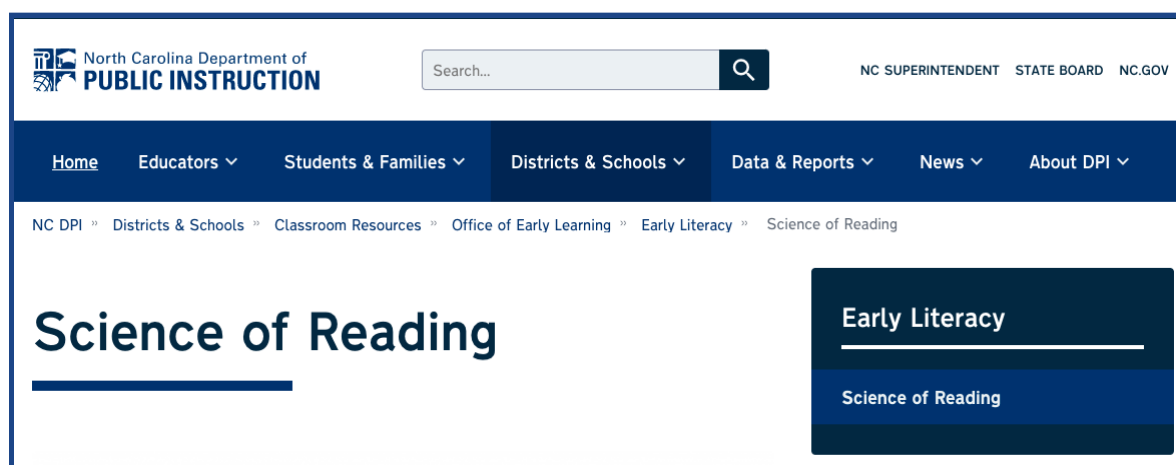 North Carolina Department of
PUBLIC INSTRUCTION
Search...
NC SUPERINTENDENT STATE BOARD NC.GOV
Home Educators Students & Families Districts & Schools Data & Reports News About DPI
NC DPI » Districts & Schools » Classroom Resources » Office of Early Learning » Early Literacy » Science of Reading
Science of Reading
Early Literacy
Science of Reading